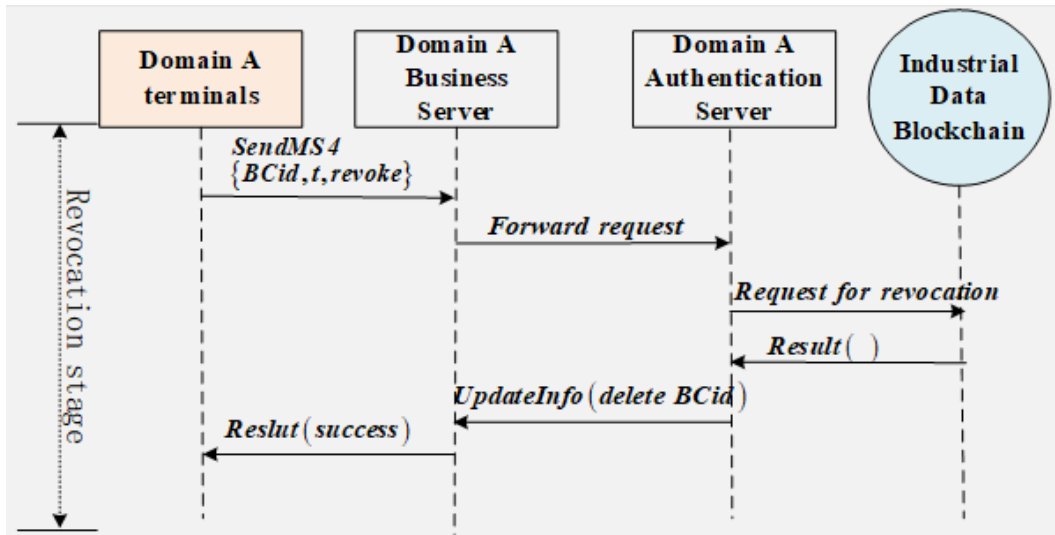 Domain A
terminals
Domain A
Business
Server
Domain A
Authentication
Server
Industrial
Data
Blockchain
Revocation stage
SendMS4
{BCid,t,revoke}
Forward request
Request for revocation
Result( )
UpdateInfo(delete BCid)
Reslut(success)